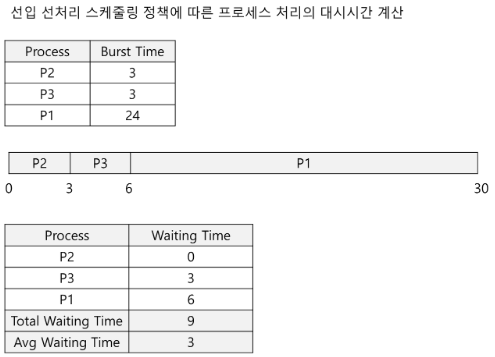 선입 선처리 스케줄링 정책에 따른 프로세스 처리의 대시시간 계산
Process Burst Time
P2 3
P3 3
P1 24
P2 P3 P1
0 3 6 30
Process Waiting Time
P2 0
P3 3
P1 6
Total Waiting Time 9
Avg Waiting Time 3